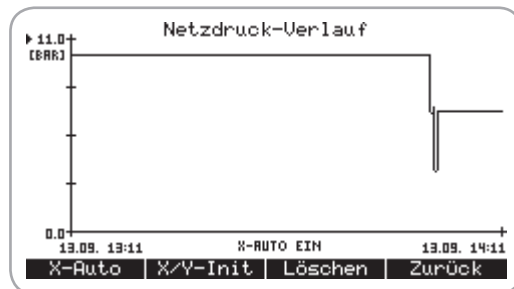 Netzdruck-Verlauf
11.0
[BAR]
0.0
13.09. 13:11 X-AUTO EIN 13.09. 14:11
X-Auto X/Y-Init Löschen Zurück